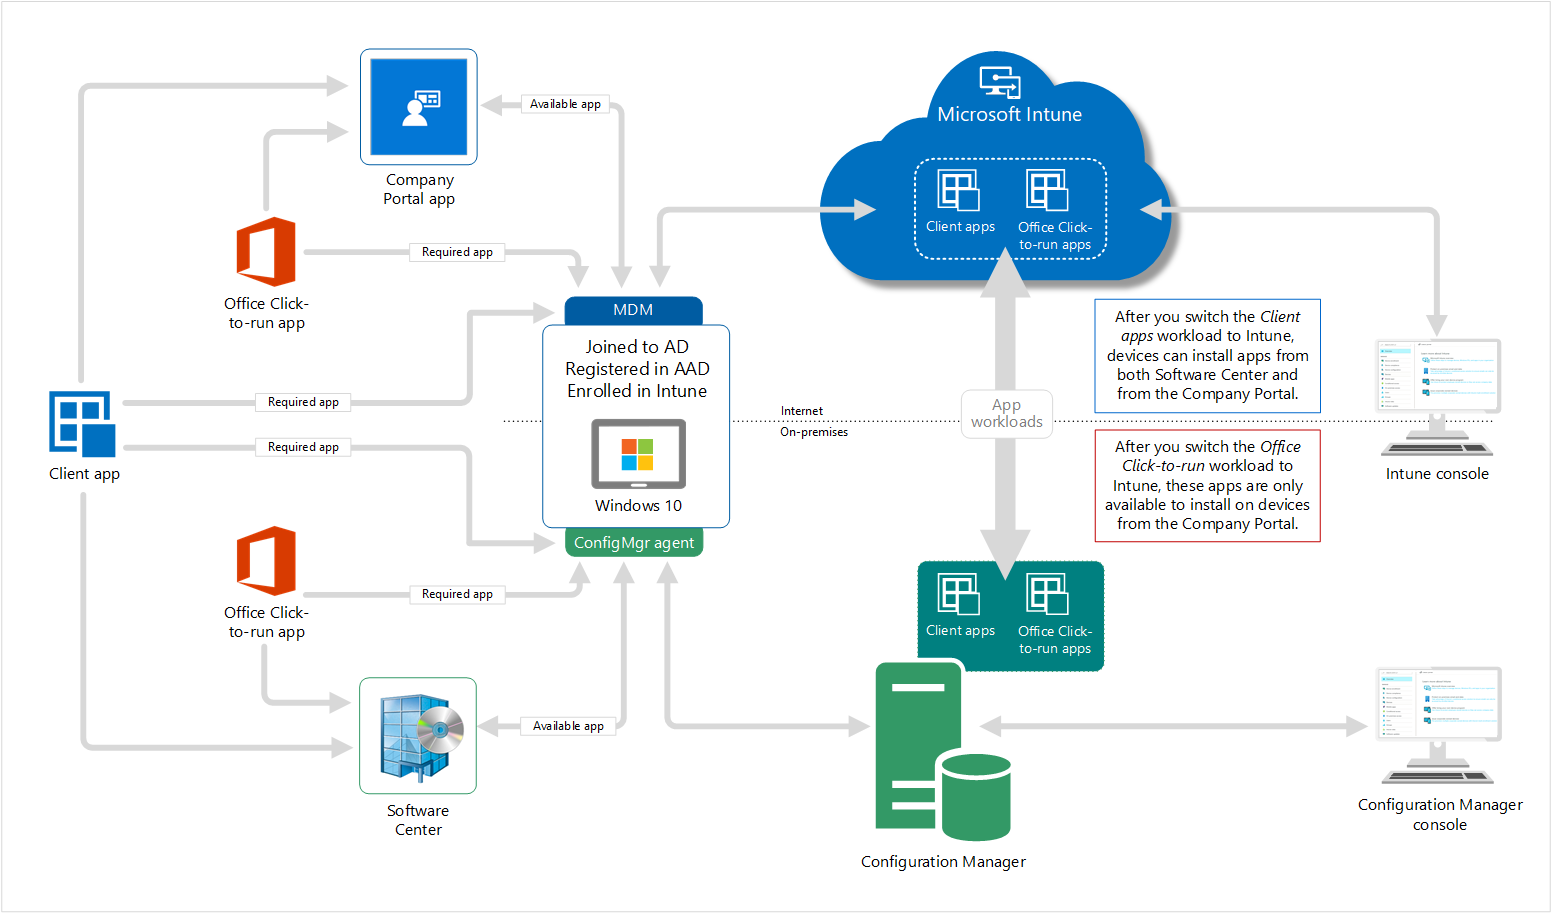 Available app
Company
Portal app
Microsoft Intune
Client apps
Office Click-
to-run apps
Required app
Office Click-
to-run app
MDM
Joined to AD
Registered in AAD
Enrolled in Intune
Windows 10
ConfigMgr agent
Required app
Client app
Required app
Internet
On-premises
App
workloads
After you switch the Client
apps workload to Intune,
devices can install apps from
both Software Center and
from the Company Portal.
After you switch the Office
Click-to-run workload to
Intune, these apps are only
available to install on devices
from the Company Portal.
Intune console
Required app
Office Click-
to-run app
Client apps
Office Click-
to-run apps
Available app
Software
Center
Configuration Manager
Configuration Manager
console